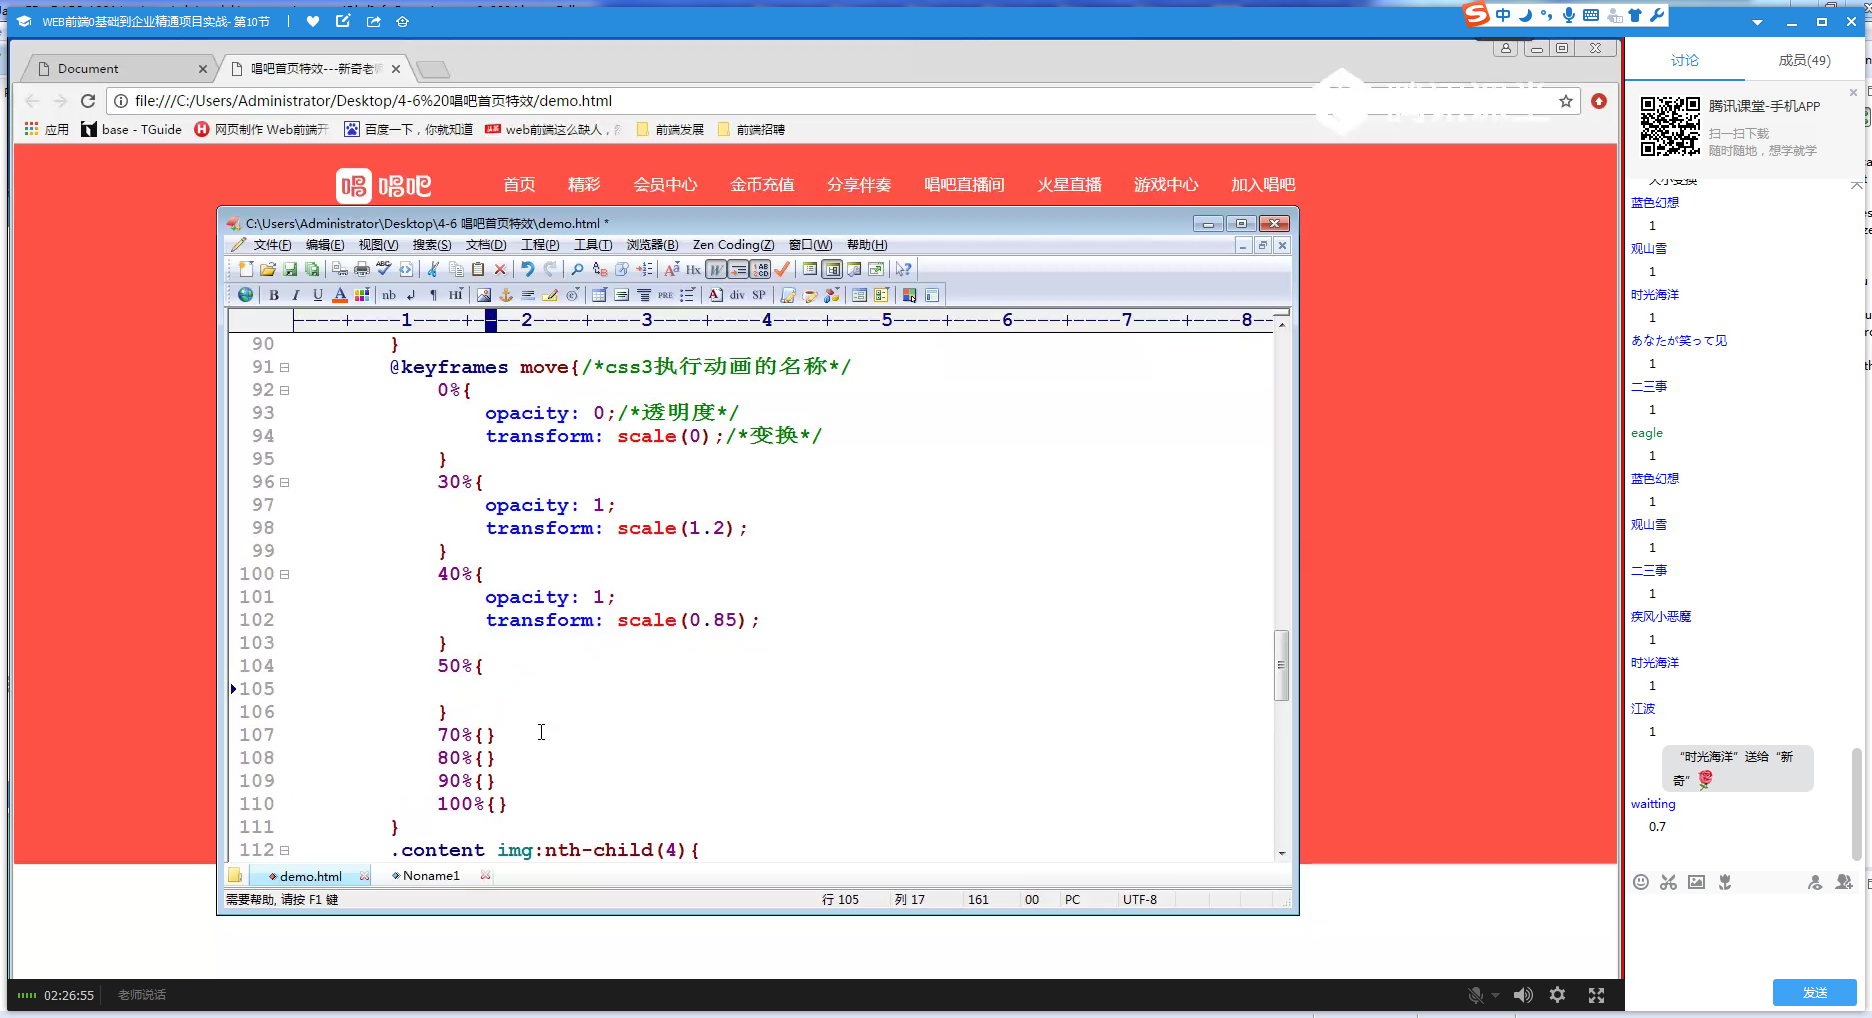 WEB前端0基础到企业精通项目实战- 第10节
中
Document
唱吧首页特效---新奇老师
file:///C:/Users/Administrator/Desktop/4-6%20唱吧首页特效/demo.html
应用
base - TGuide
网页制作 Web前端开
百度一下，你就知道
web前端这么缺人，
前端发展
前端招聘
唱吧
首页
精彩
会员中心
金币充值
分享伴奏
唱吧直播间
火星直播
游戏中心
加入唱吧
C:\Users\Administrator\Desktop\4-6 唱吧首页特效\demo.html *
文件(F) 编辑(E) 视图(V) 搜索(S) 文档(D) 工程(P) 工具(T) 浏览器(B) Zen Coding(Z) 窗口(W) 帮助(H)
----+----1----+----2----+----3----+----4----+----5----+----6----+----7----+----8--
90 }
91 @keyframes move{/*css3执行动画的名称*/
92 0%{
93 opacity: 0;/*透明度*/
94 transform: scale(0);/*变换*/
95 }
96 30%{
97 opacity: 1;
98 transform: scale(1.2);
99 }
100 40%{
101 opacity: 1;
102 transform: scale(0.85);
103 }
104 50%{
105
106 }
107 70%{}
108 80%{}
109 90%{}
110 100%{}
111 }
112 .content img:nth-child(4){
demo.html
Noname1
需要帮助, 请按 F1 键
行 105
列 17
161
00
PC
UTF-8
02:26:55
老师说话
讨论
成员(49)
腾讯课堂-手机APP
扫一扫下载
随时随地，想学就学
大小变换
蓝色幻想
1
观山雪
1
时光海洋
1
あなたが笑って见
1
二三事
1
eagle
1
蓝色幻想
1
观山雪
1
二三事
1
疾风小恶魔
1
时光海洋
1
江波
1
“时光海洋”送给“新
奇”
waitting
0.7
发送